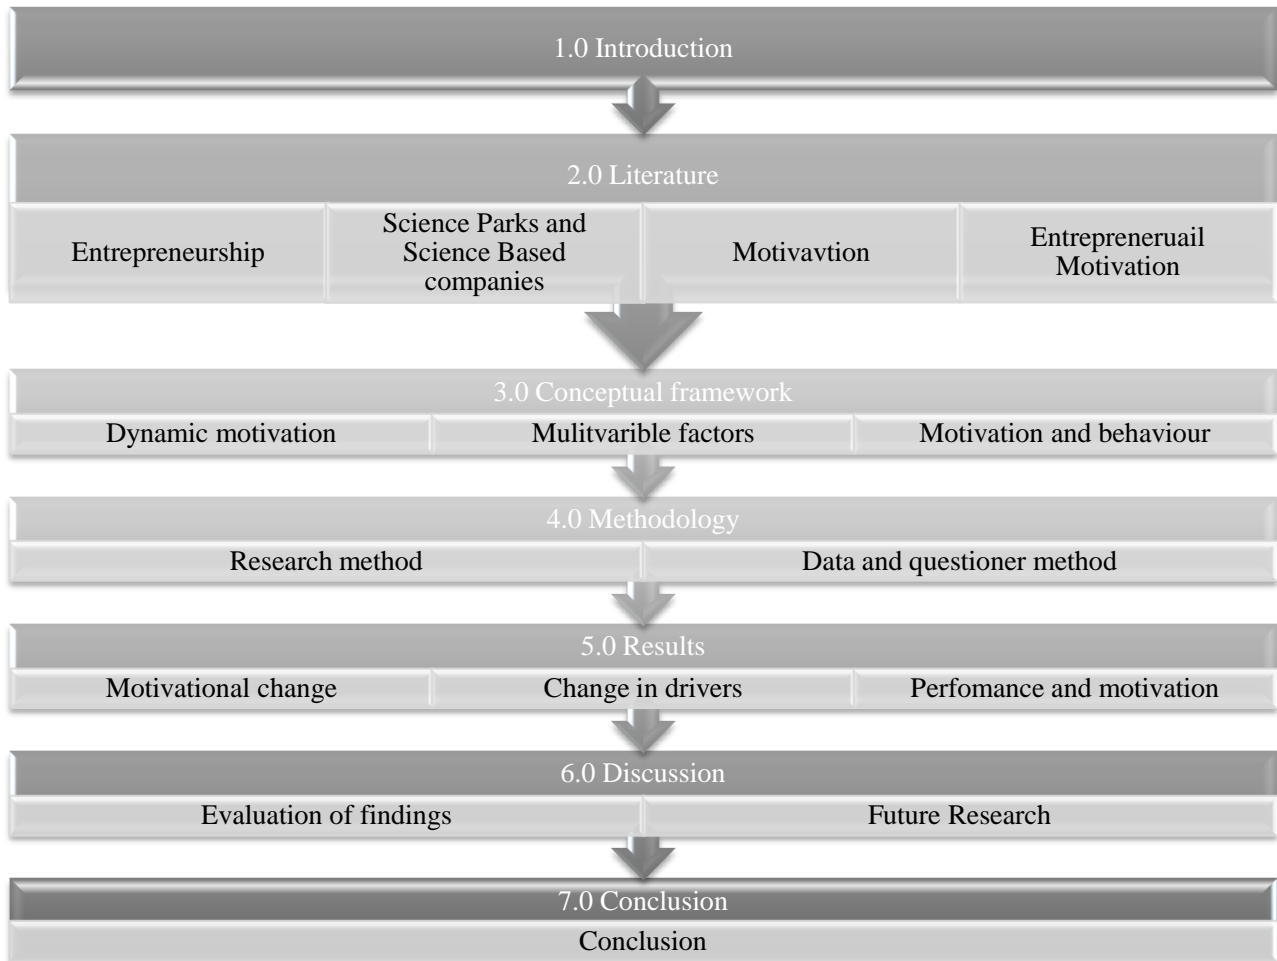 1.0 Introduction
2.0 Literature
Entrepreneurship
Science Parks and
Science Based
companies
Motivavtion
Entrepreneruail
Motivation
3.0 Conceptual framework
Dynamic motivation
Mulitvarible factors
Motivation and behaviour
4.0 Methodology
Research method
Data and questioner method
5.0 Results
Motivational change
Change in drivers
Perfomance and motivation
6.0 Discussion
Evaluation of findings
Future Research
7.0 Conclusion
Conclusion